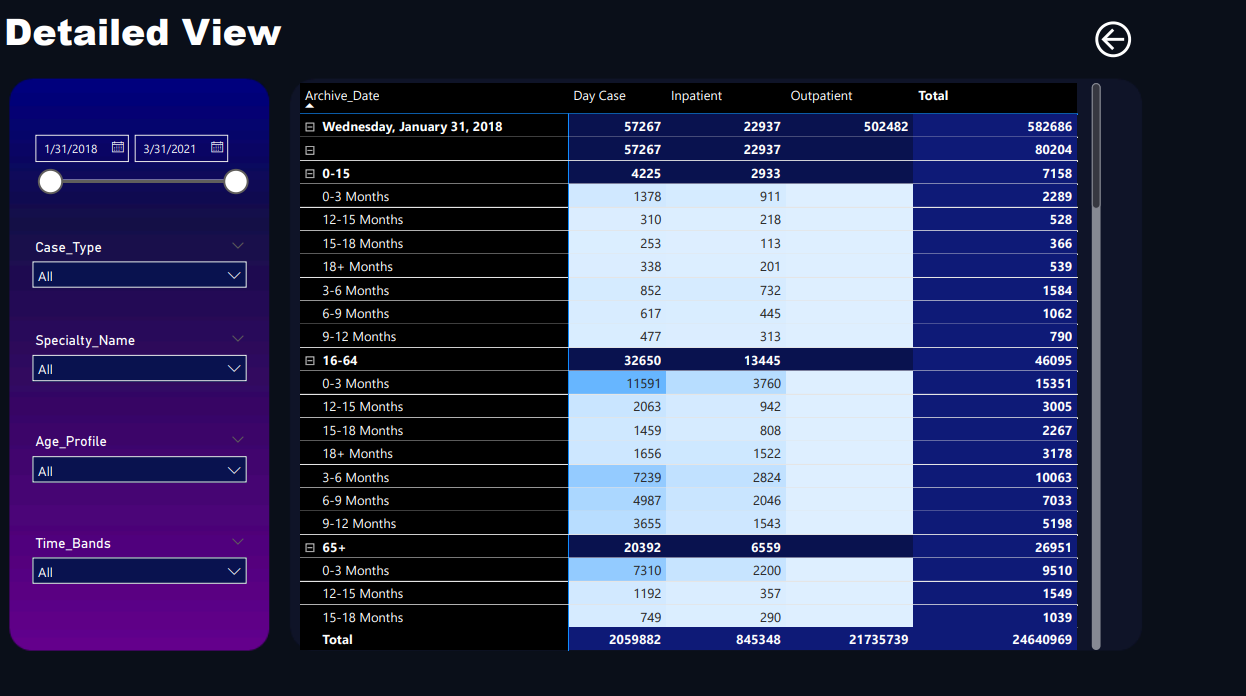 Detailed View
1/31/2018 3/31/2021
Case_Type
All
Specialty_Name
All
Age_Profile
All
Time_Bands
All
Archive_Date Day Case Inpatient Outpatient Total
Wednesday, January 31, 2018 57267 22937 502482 582686
57267 22937 80204
0-15 4225 2933 7158
0-3 Months 1378 911 2289
12-15 Months 310 218 528
15-18 Months 253 113 366
18+ Months 338 201 539
3-6 Months 852 732 1584
6-9 Months 617 445 1062
9-12 Months 477 313 790
16-64 32650 13445 46095
0-3 Months 11591 3760 15351
12-15 Months 2063 942 3005
15-18 Months 1459 808 2267
18+ Months 1656 1522 3178
3-6 Months 7239 2824 10063
6-9 Months 4987 2046 7033
9-12 Months 3655 1543 5198
65+ 20392 6559 26951
0-3 Months 7310 2200 9510
12-15 Months 1192 357 1549
15-18 Months 749 290 1039
Total 2059882 845348 21735739 24640969